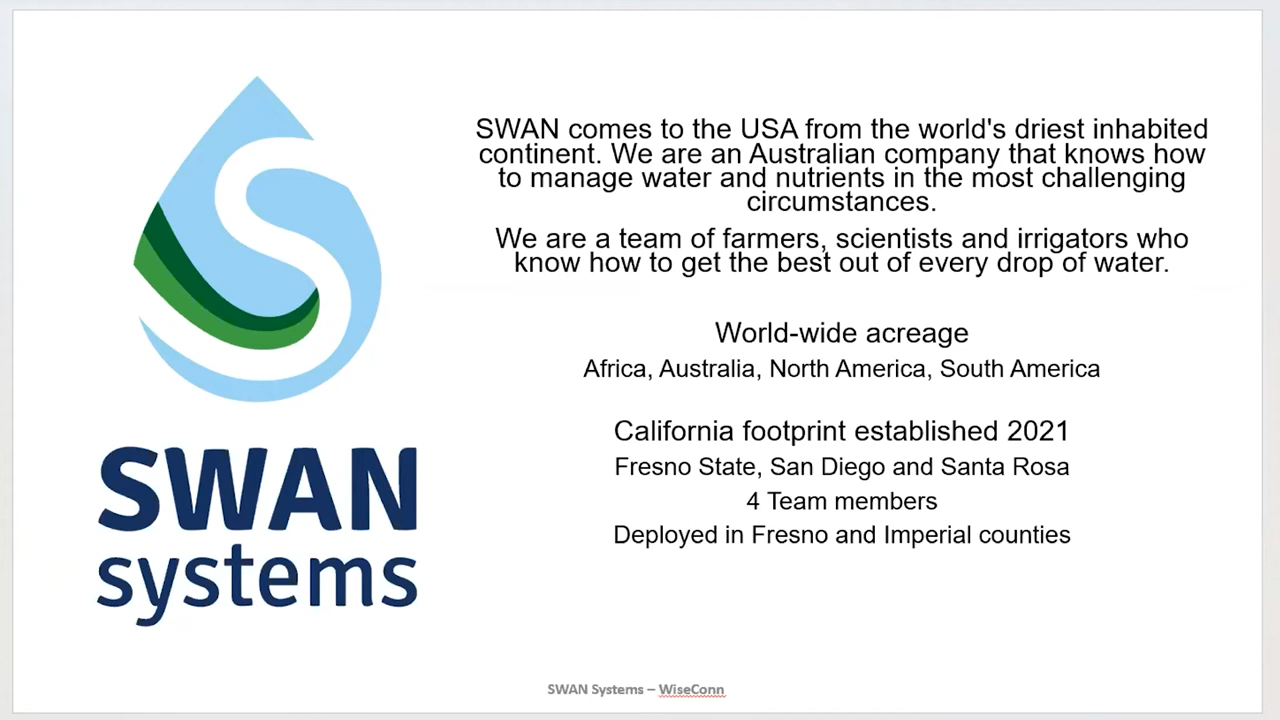 SWAN comes to the USA from the world's driest inhabited
continent. We are an Australian company that knows how
to manage water and nutrients in the most challenging
circumstances.
We are a team of farmers, scientists and irrigators who
know how to get the best out of every drop of water.
World-wide acreage
Africa, Australia, North America, South America
California footprint established 2021
Fresno State, San Diego and Santa Rosa
4 Team members
Deployed in Fresno and Imperial counties
SWAN
systems
SWAN Systems – WiseConn